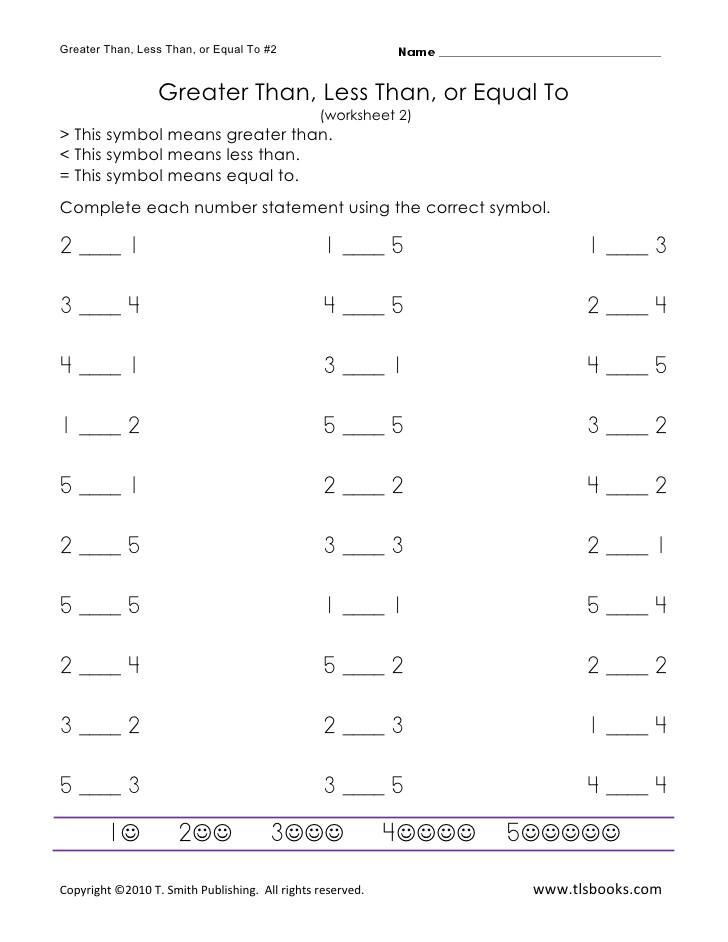 Greater Than, Less Than, or Equal To #2 Name ______________________________
Greater Than, Less Than, or Equal To
(worksheet 2)
> This symbol means greater than.
< This symbol means less than.
= This symbol means equal to.
Complete each number statement using the correct symbol.
2 ____ 1 1 ____ 5 1 ____ 3
3 ____ 4 4 ____ 5 2 ____ 4
4 ____ 1 3 ____ 1 4 ____ 5
1 ____ 2 5 ____ 5 3 ____ 2
5 ____ 1 2 ____ 2 4 ____ 2
2 ____ 5 3 ____ 3 2 ____ 1
5 ____ 5 1 ____ 1 5 ____ 4
2 ____ 4 5 ____ 2 2 ____ 2
3 ____ 2 2 ____ 3 1 ____ 4
5 ____ 3 3 ____ 5 4 ____ 4
1☺ 2☺☺ 3☺☺☺ 4☺☺☺☺ 5☺☺☺☺☺
Copyright ©2010 T. Smith Publishing. All rights reserved. www.tlsbooks.com